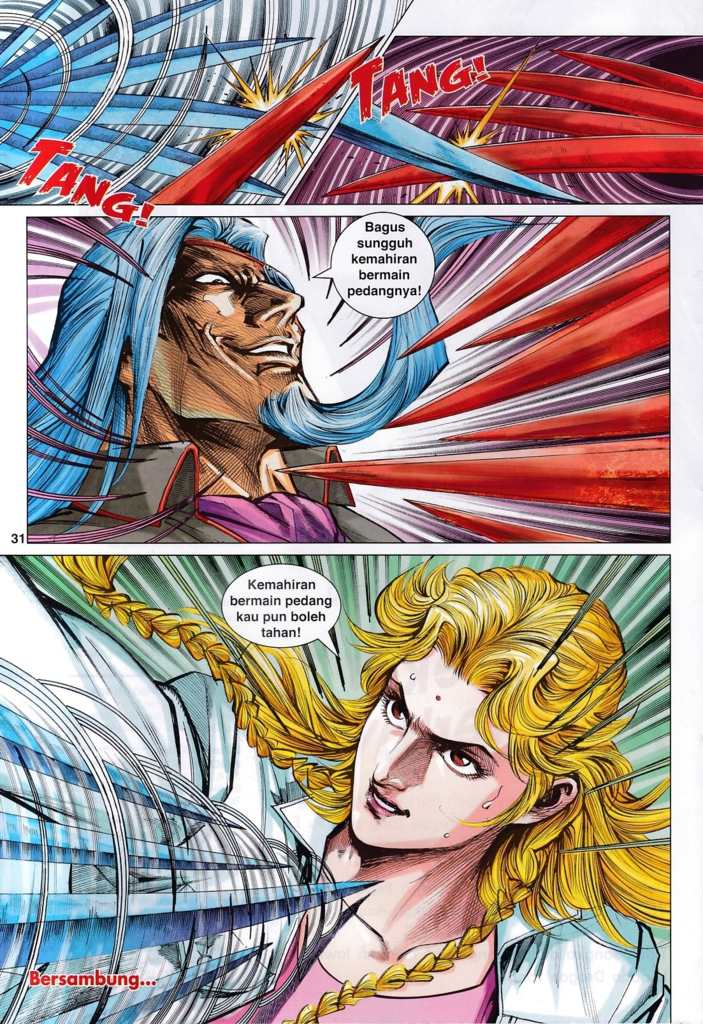 TANG!
TANG!
Bagus
sungguh
kemahiran
bermain
pedangnya!
31
Kemahiran
bermain pedang
kau pun boleh
tahan!
Bersambung...